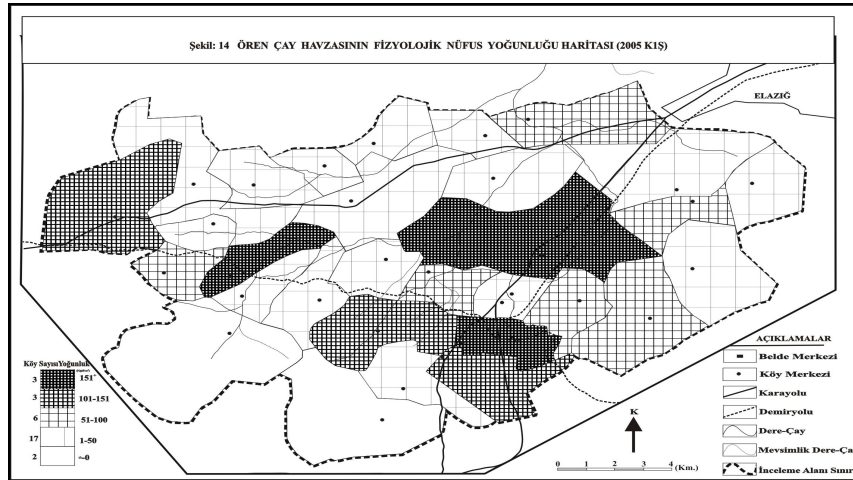 Şekil: 14 ÖREN ÇAY HAVZASININ FİZYOLOJİK NÜFUS YOĞUNLUĞU HARİTASI (2005 KIŞ)
ELAZIĞ
Köy Sayısı Yoğunluk
3 151+
3 101-151
6 51-100
17 1-50
2
K
0 1 2 3 4 (Km.)
AÇIKLAMALAR
Belde Merkezi
Köy Merkezi
Karayolu
Demiryolu
Dere-Çay
Mevsimlik Dere-Ça
İnceleme Alanı Sınır